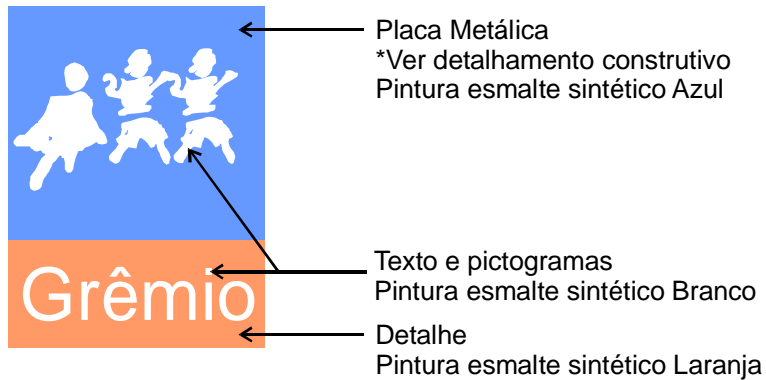 Placa Metálica
*Ver detalhamento construtivo
Pintura esmalte sintético Azul
Grêmio
Texto e pictogramas
Pintura esmalte sintético Branco
Detalhe
Pintura esmalte sintético Laranja